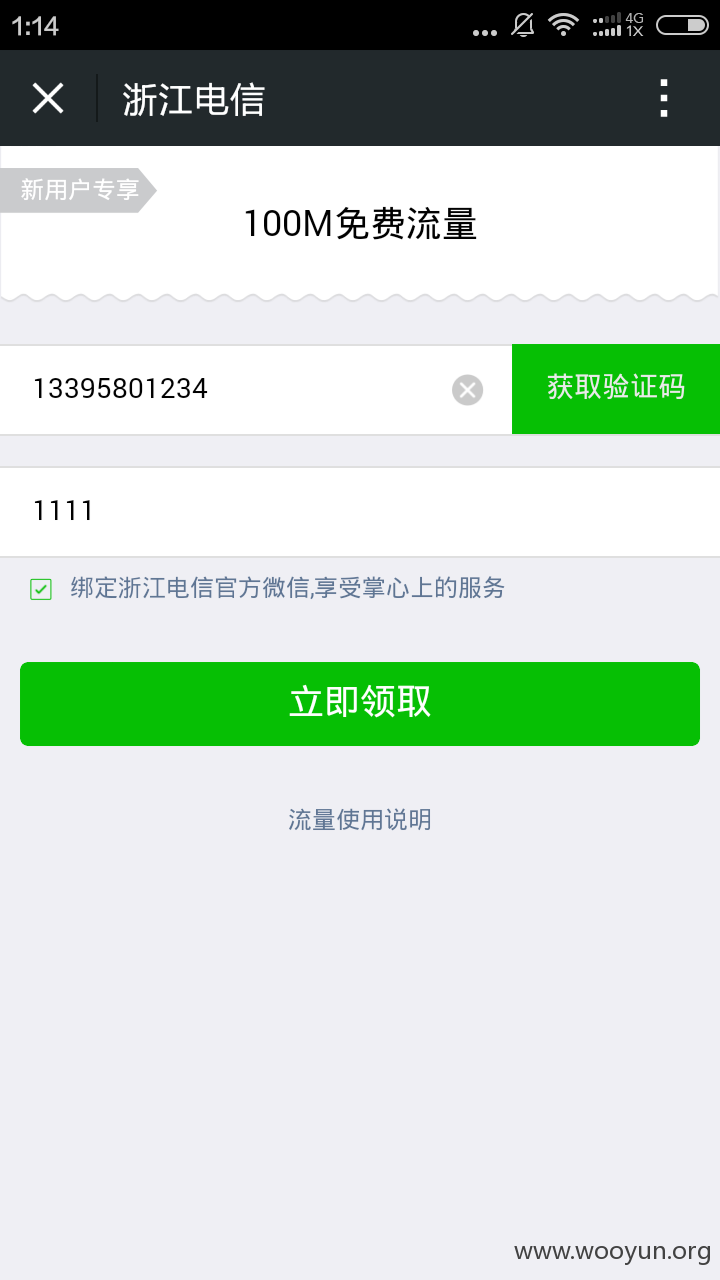 1:14
4G
1X
浙江电信
新用户专享
100M免费流量
13395801234
获取验证码
1111
绑定浙江电信官方微信,享受掌心上的服务
立即领取
流量使用说明
www.wooyun.org